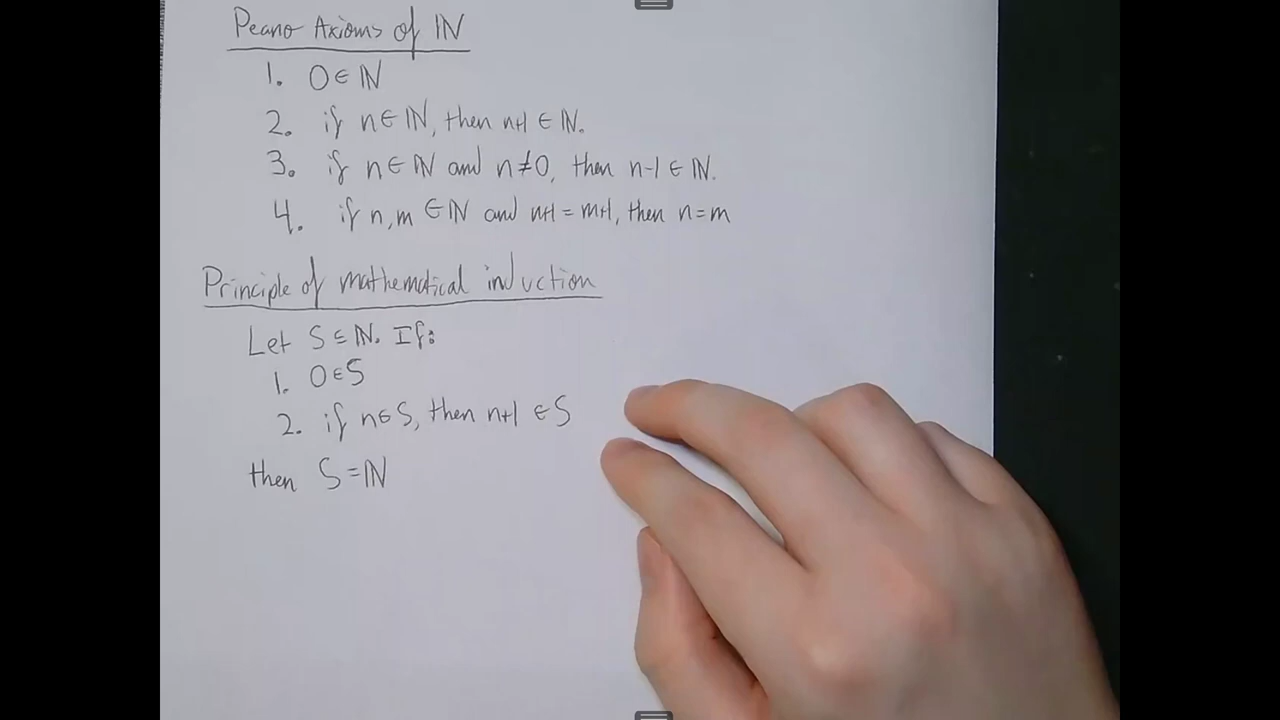 Peano Axioms of ℕ
1. 0 ∈ ℕ
2. if n ∈ ℕ, then n+1 ∈ ℕ.
3. if n ∈ ℕ and n≠0, then n-1 ∈ ℕ.
4. if n,m ∈ ℕ and n+1 = m+1, then n=m
Principle of mathematical induction
Let S ⊆ ℕ. If:
1. 0∈S
2. if n∈S, then n+1 ∈ S
then S = ℕ